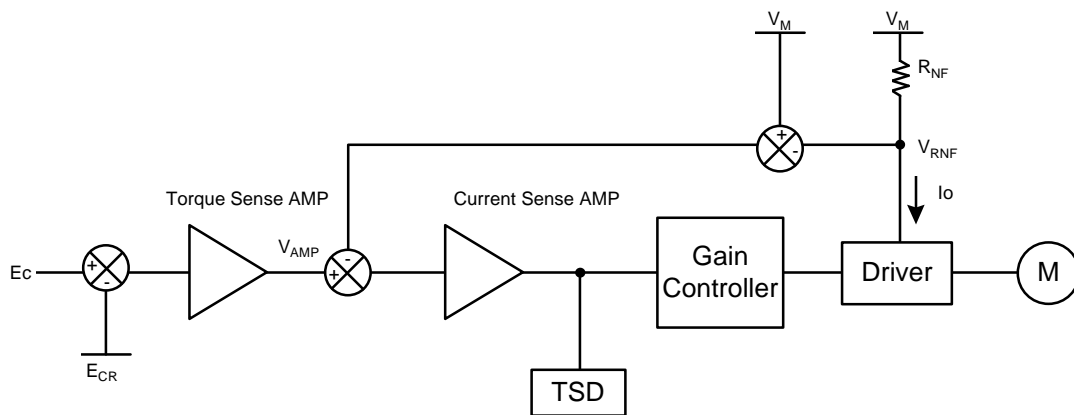 V_M
V_M
R_NF
+
-
V_RNF
Io
Torque Sense AMP
Current Sense AMP
V_AMP
Ec
+
-
-
+
Gain
Controller
Driver
M
E_CR
TSD